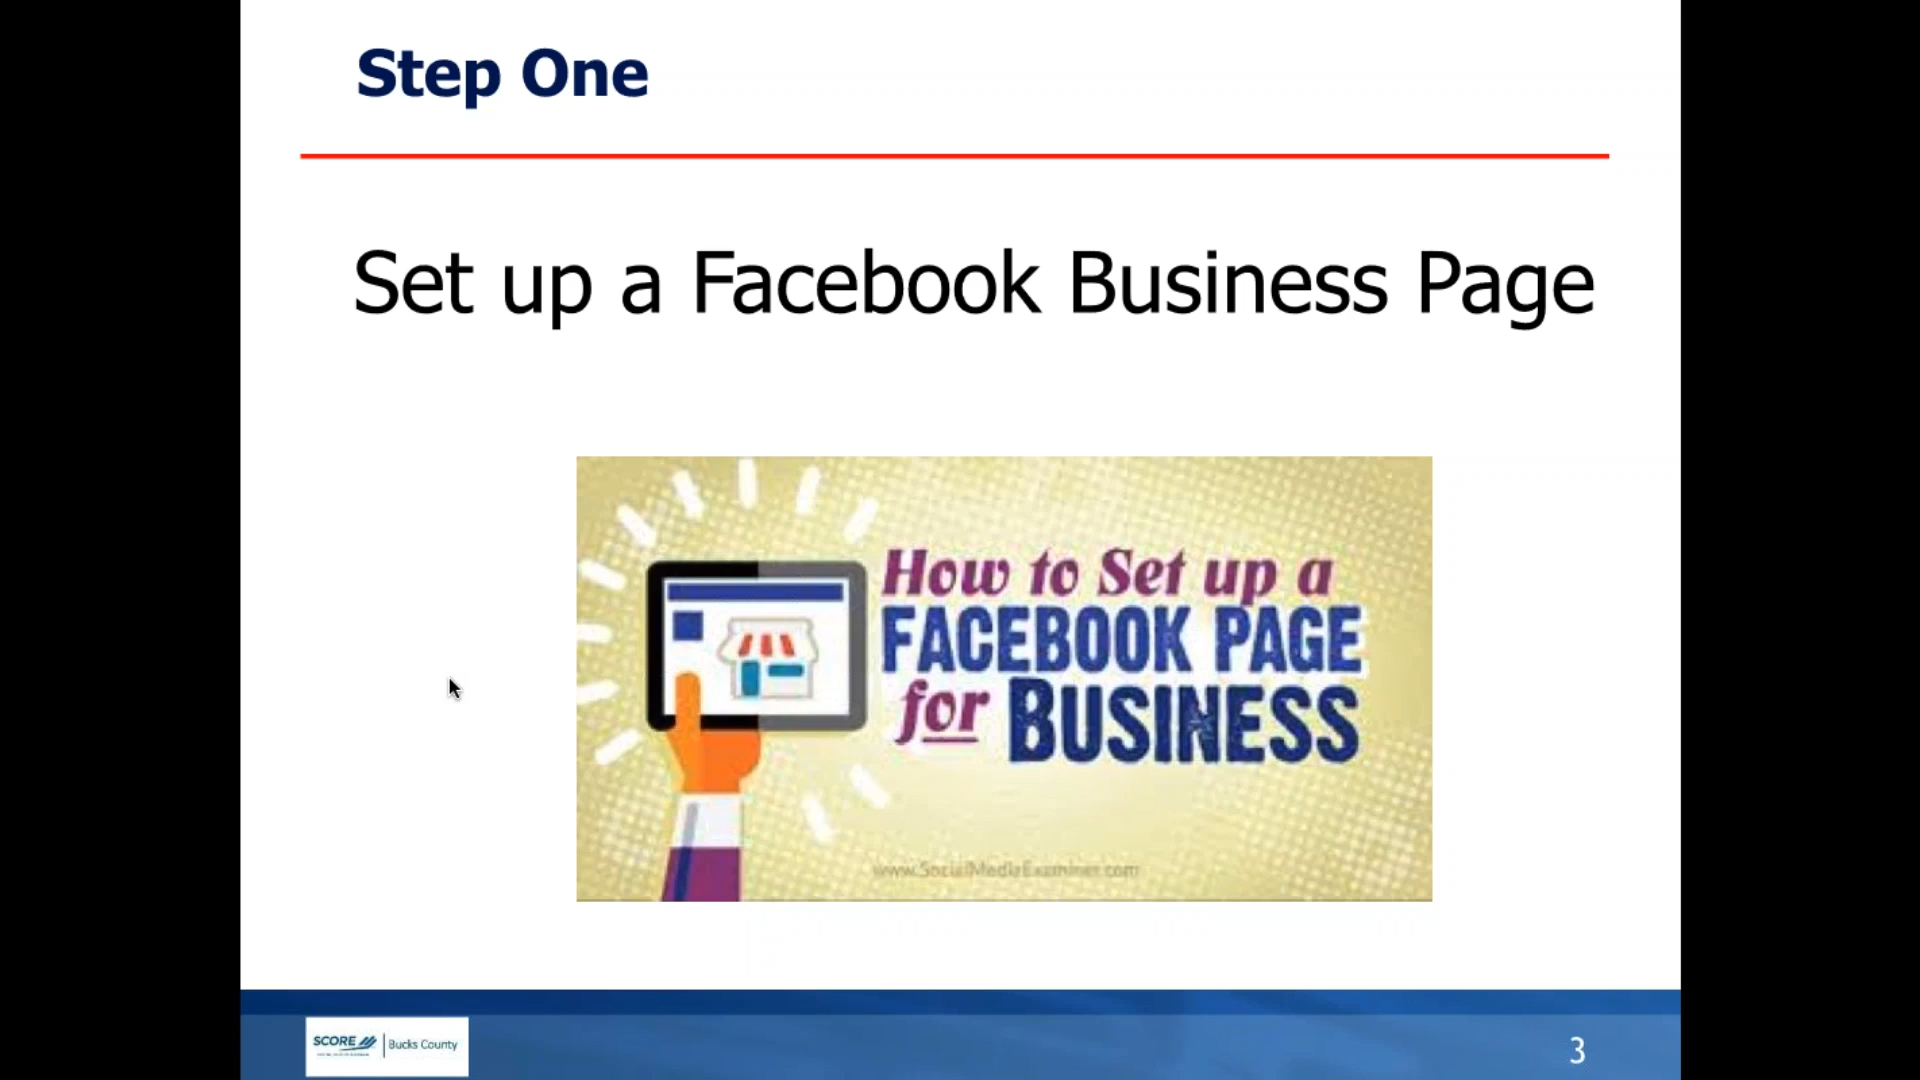 Step One
Set up a Facebook Business Page
How to Set up a
FACEBOOK PAGE
for BUSINESS
www.SocialMediaExaminer.com
SCORE
Bucks County
3